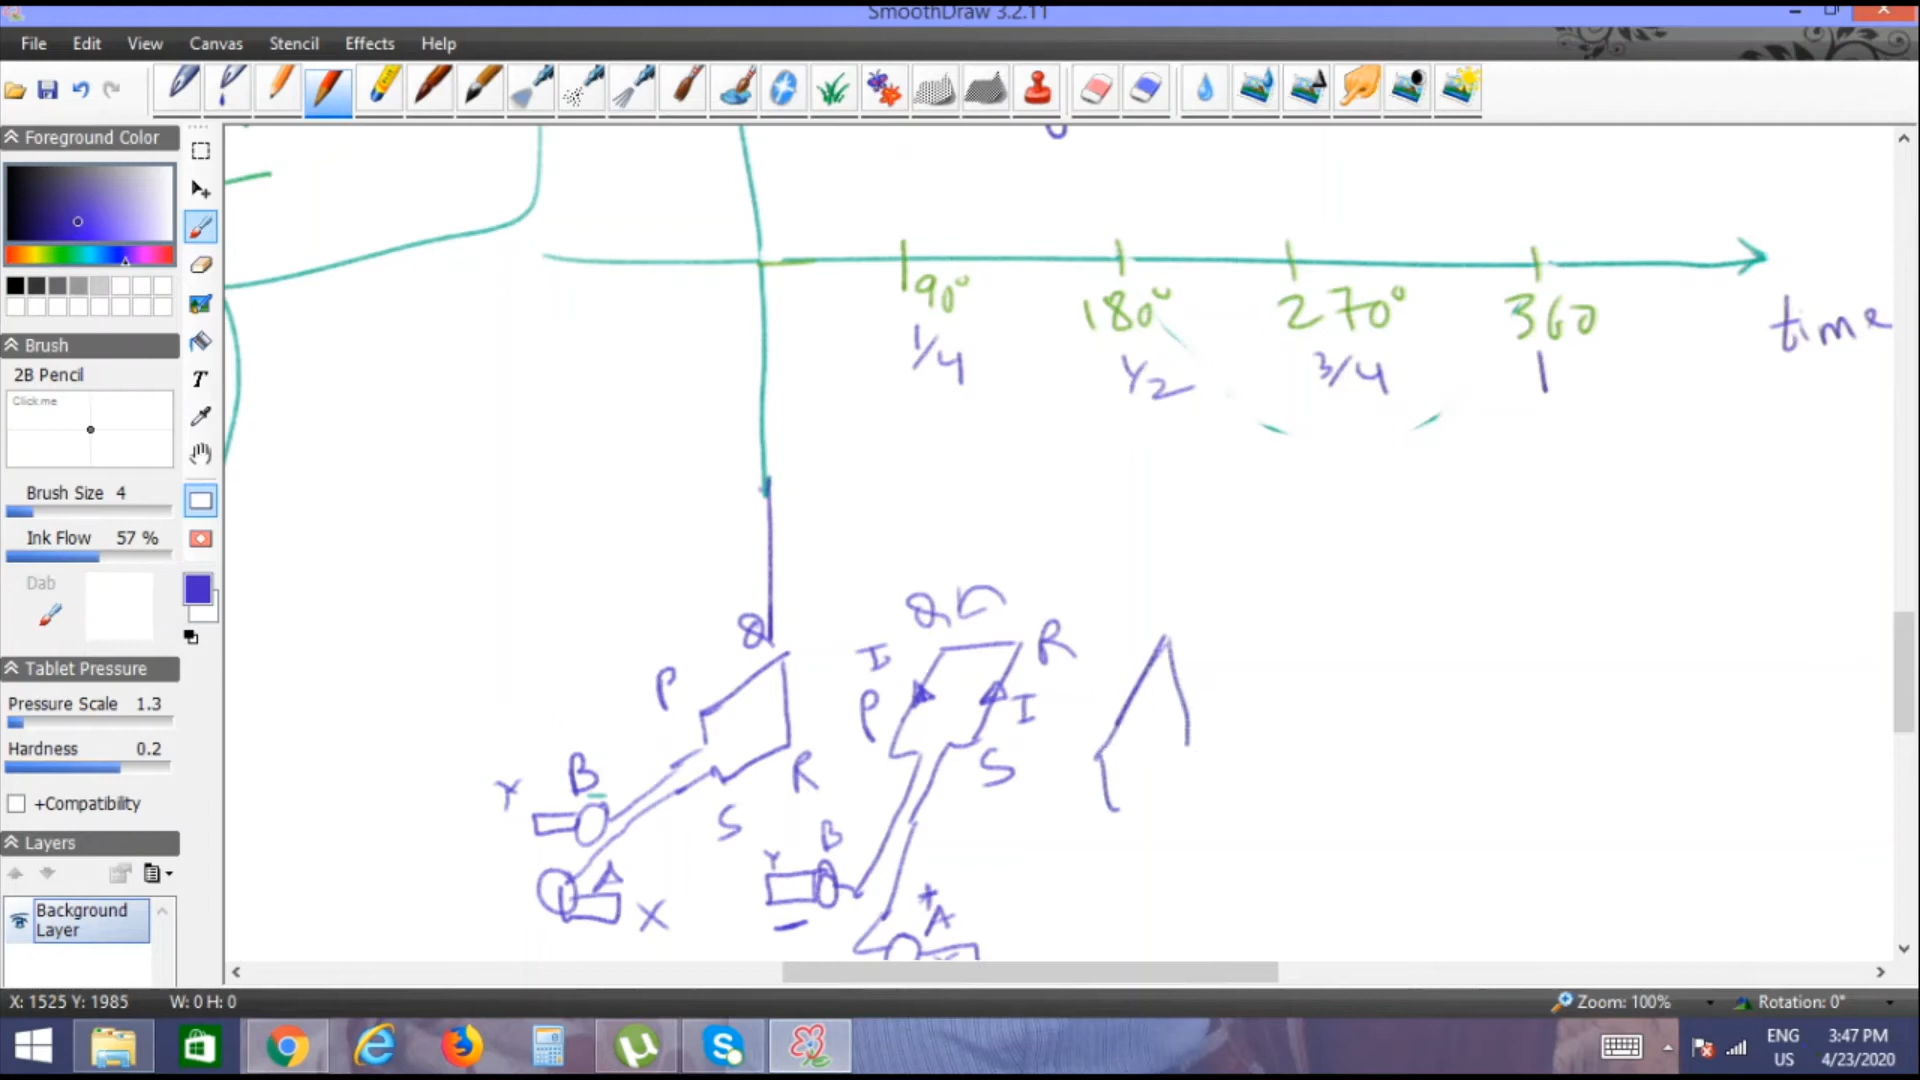 SmoothDraw 3.2.11
File Edit View Canvas Stencil Effects Help
Foreground Color
Brush
2B Pencil
Click me
Brush Size 4
Ink Flow 57 %
Dab
Tablet Pressure
Pressure Scale 1.3
Hardness 0.2
+Compatibility
Layers
Background Layer
T
90° 180° 270° 360
time
1/4 1/2 3/4 1
Q
P
R
S
B
Y
A
X
Q
R
I
P
I
S
B
Y
+
A
-
X: 1525 Y: 1985 W: 0 H: 0
Zoom: 100% Rotation: 0°
ENG 3:47 PM
US 4/23/2020